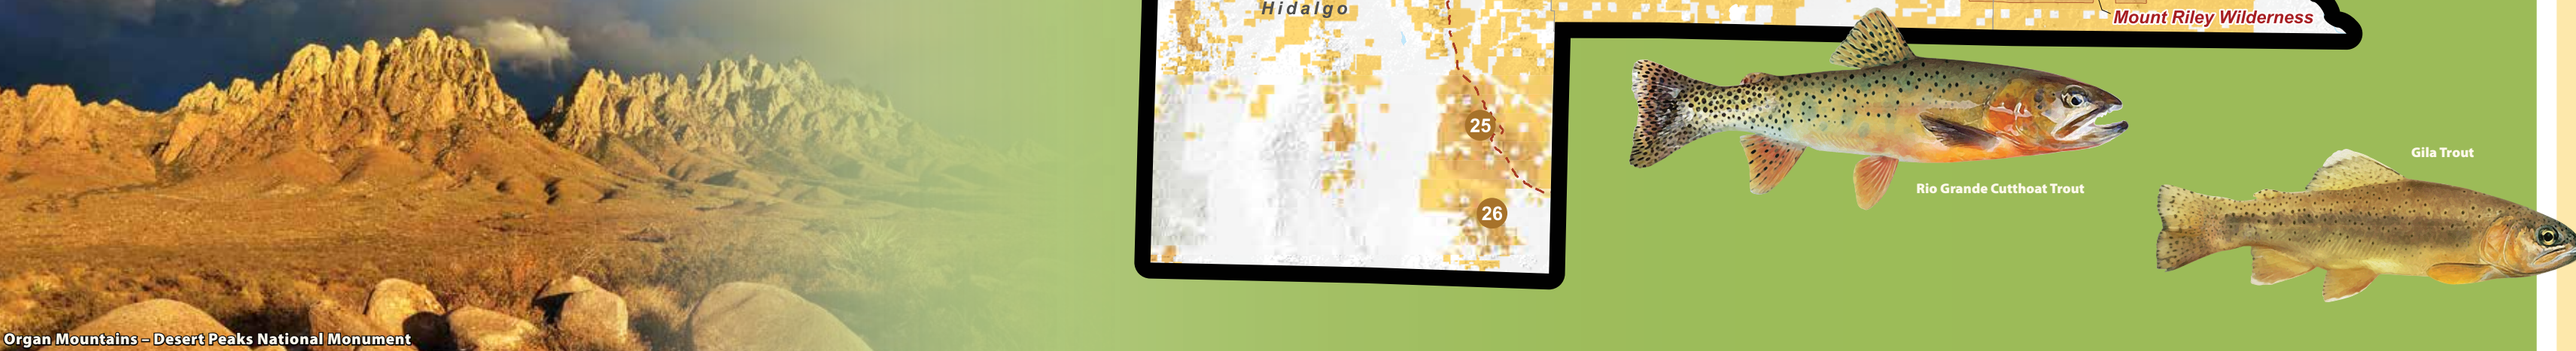 Hidalgo
Mount Riley Wilderness
25
Gila Trout
Rio Grande Cutthoat Trout
26
Organ Mountains – Desert Peaks National Monument